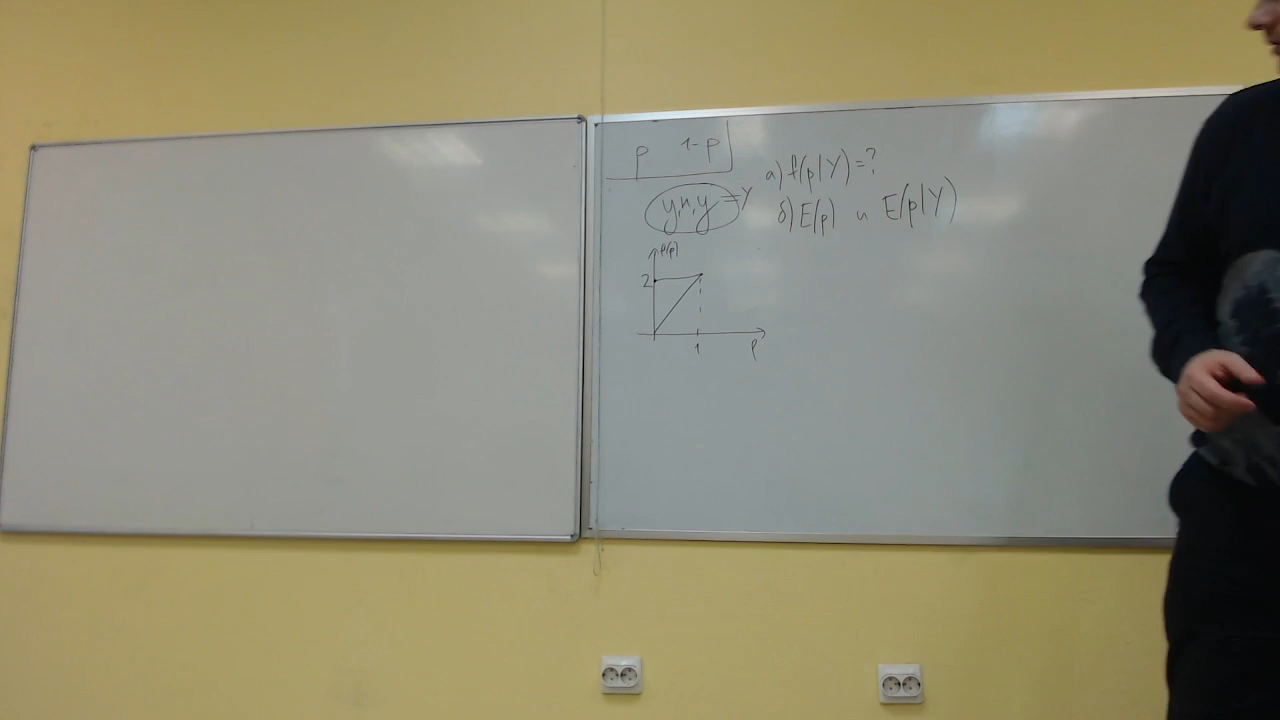 p 1-p
y,н,y = Y
a) f(p|Y)=?
б) E(p) и E(p|Y)
f(p)
2
1 p